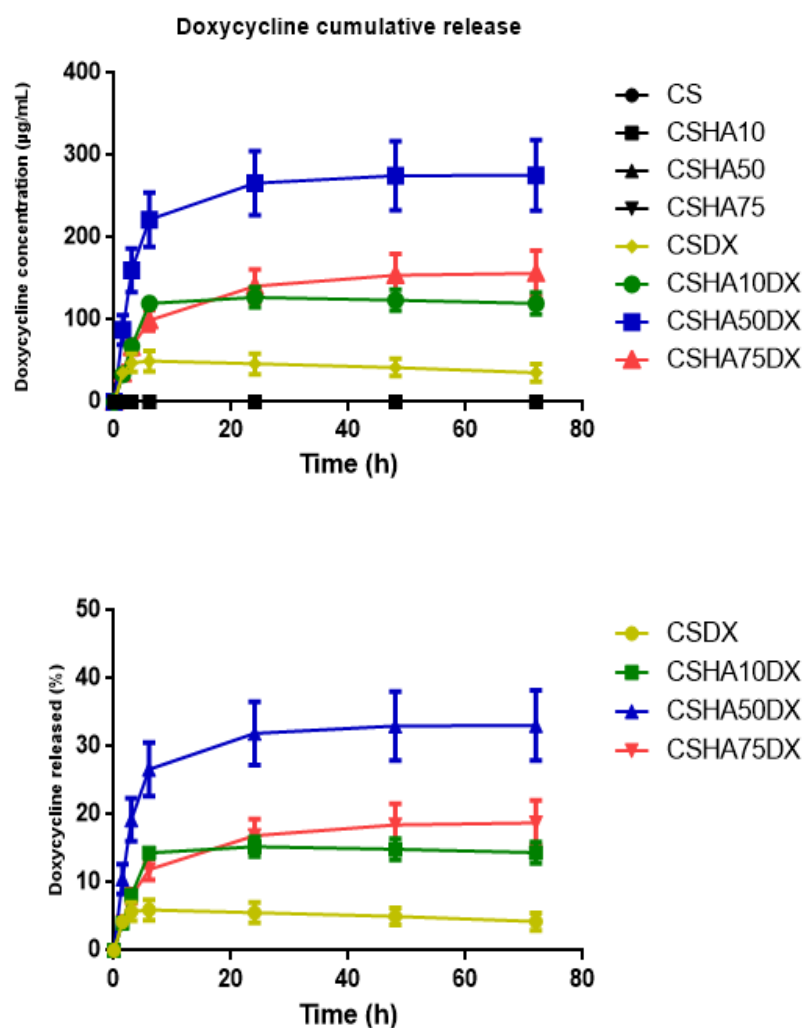 Doxycycline cumulative release
Doxycycline concentration (µg/mL)
400
300
200
100
0
0 20 40 60 80
Time (h)
CS
CSHA10
CSHA50
CSHA75
CSDX
CSHA10DX
CSHA50DX
CSHA75DX
Doxycycline released (%)
50
40
30
20
10
0
0 20 40 60 80
Time (h)
CSDX
CSHA10DX
CSHA50DX
CSHA75DX